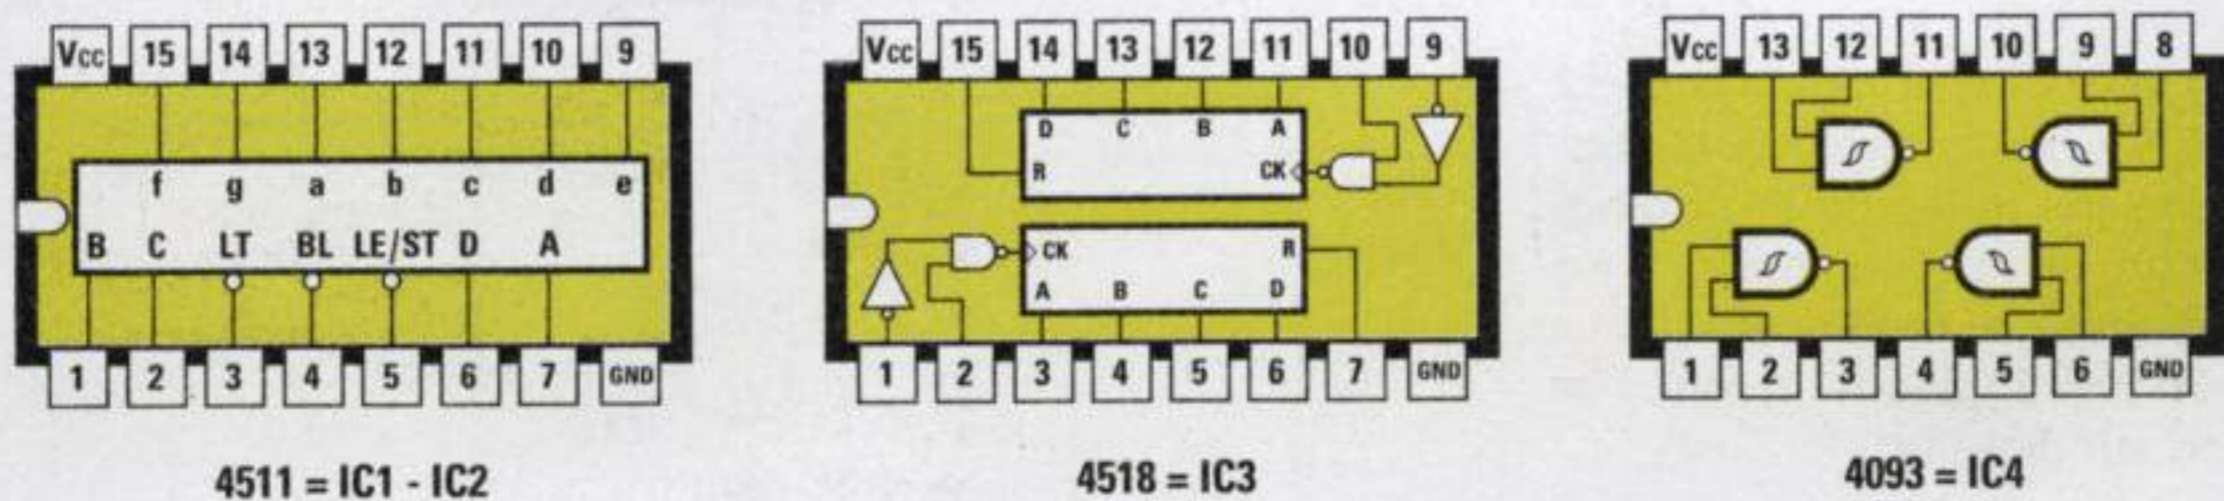 Vcc 15 14 13 12 11 10 9
f g a b c d e
B C LT BL LE/ST D A
1 2 3 4 5 6 7 GND
4511 = IC1 - IC2
Vcc 15 14 13 12 11 10 9
D C B A
R CK
CK R
A B C D
1 2 3 4 5 6 7 GND
4518 = IC3
Vcc 13 12 11 10 9 8
1 2 3 4 5 6 GND
4093 = IC4